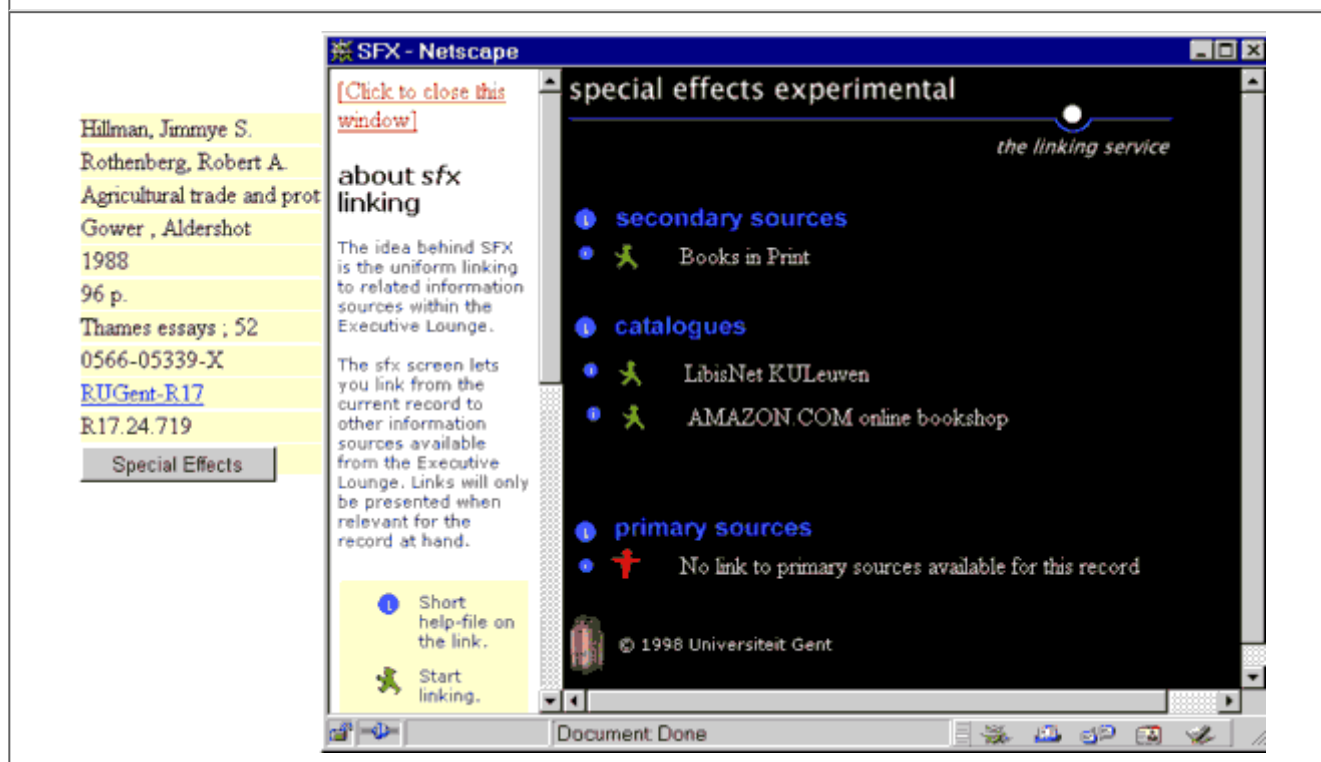 Hillman, Jimmye S.
Rothenberg, Robert A.
Agricultural trade and prot
Gower , Aldershot
1988
96 p.
Thames essays ; 52
0566-05339-X
RUGent-R17
R17.24.719
Special Effects
SFX - Netscape
[Click to close this
window]
about sfx
linking
The idea behind SFX
is the uniform linking
to related information
sources within the
Executive Lounge.
The sfx screen lets
you link from the
current record to
other information
sources available
from the Executive
Lounge. Links will only
be presented when
relevant for the
record at hand.
Short
help-file on
the link.
Start
linking.
special effects experimental
the linking service
secondary sources
Books in Print
catalogues
LibisNet KULeuven
AMAZON.COM online bookshop
primary sources
No link to primary sources available for this record
© 1998 Universiteit Gent
Document: Done